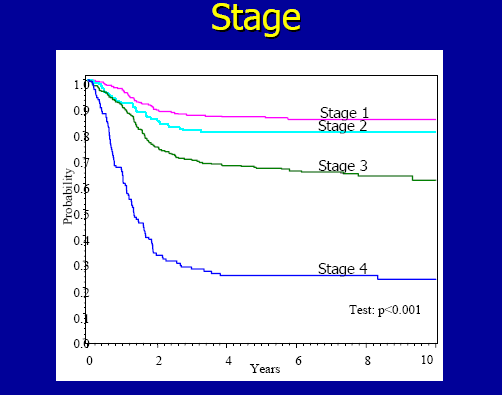 Stage
1.0
0.9
0.8
0.7
0.6
0.5
0.4
0.3
0.2
0.1
0.0
Probability
Stage 1
Stage 2
Stage 3
Stage 4
Test: p<0.001
0 2 4 6 8 10
Years